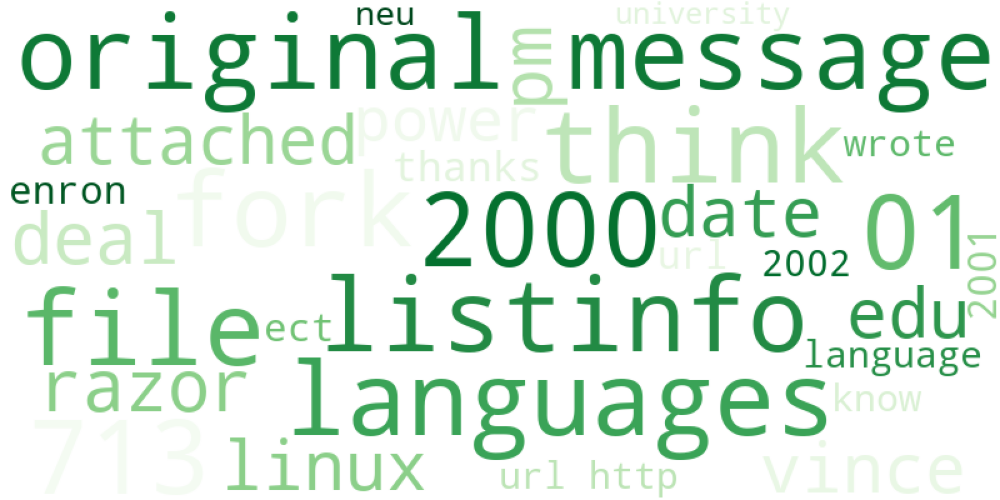 neu university
original pm message
attached power think wrote
thanks
enron fork 2000 date 01
deal url 2002 2001
file ect listinfo edu
language
razor languages know
713 linux url http vince